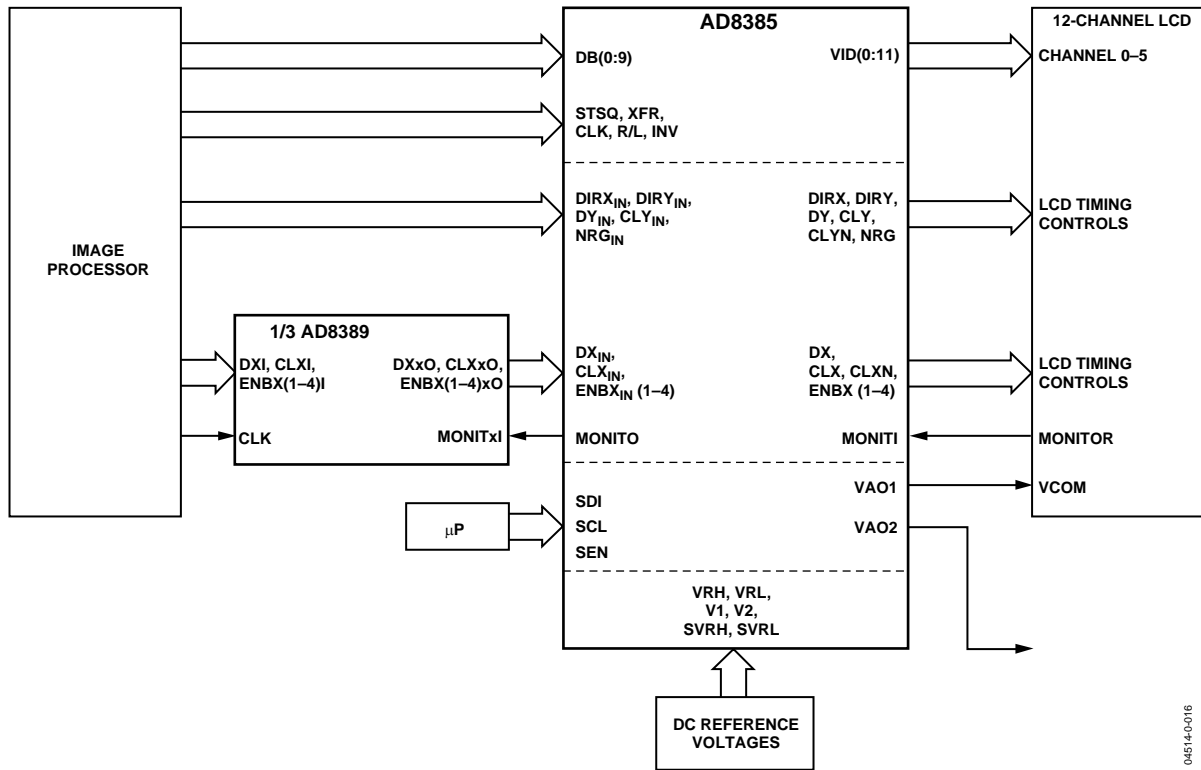 IMAGE
PROCESSOR
1/3 AD8389
DXI, CLXI,
ENBX(1–4)I
DXxO, CLXxO,
ENBX(1–4)xO
CLK
MONITxI
μP
AD8385
DB(0:9)
VID(0:11)
STSQ, XFR,
CLK, R/L, INV
DIRXIN, DIRYIN,
DYIN, CLYIN,
NRGIN
DIRX, DIRY,
DY, CLY,
CLYN, NRG
DXIN,
CLXIN,
ENBXIN (1–4)
DX,
CLX, CLXN,
ENBX (1–4)
MONITO
MONITI
SDI
SCL
SEN
VAO1
VAO2
VRH, VRL,
V1, V2,
SVRH, SVRL
DC REFERENCE
VOLTAGES
12-CHANNEL LCD
CHANNEL 0–5
LCD TIMING
CONTROLS
LCD TIMING
CONTROLS
MONITOR
VCOM
04514-0-016